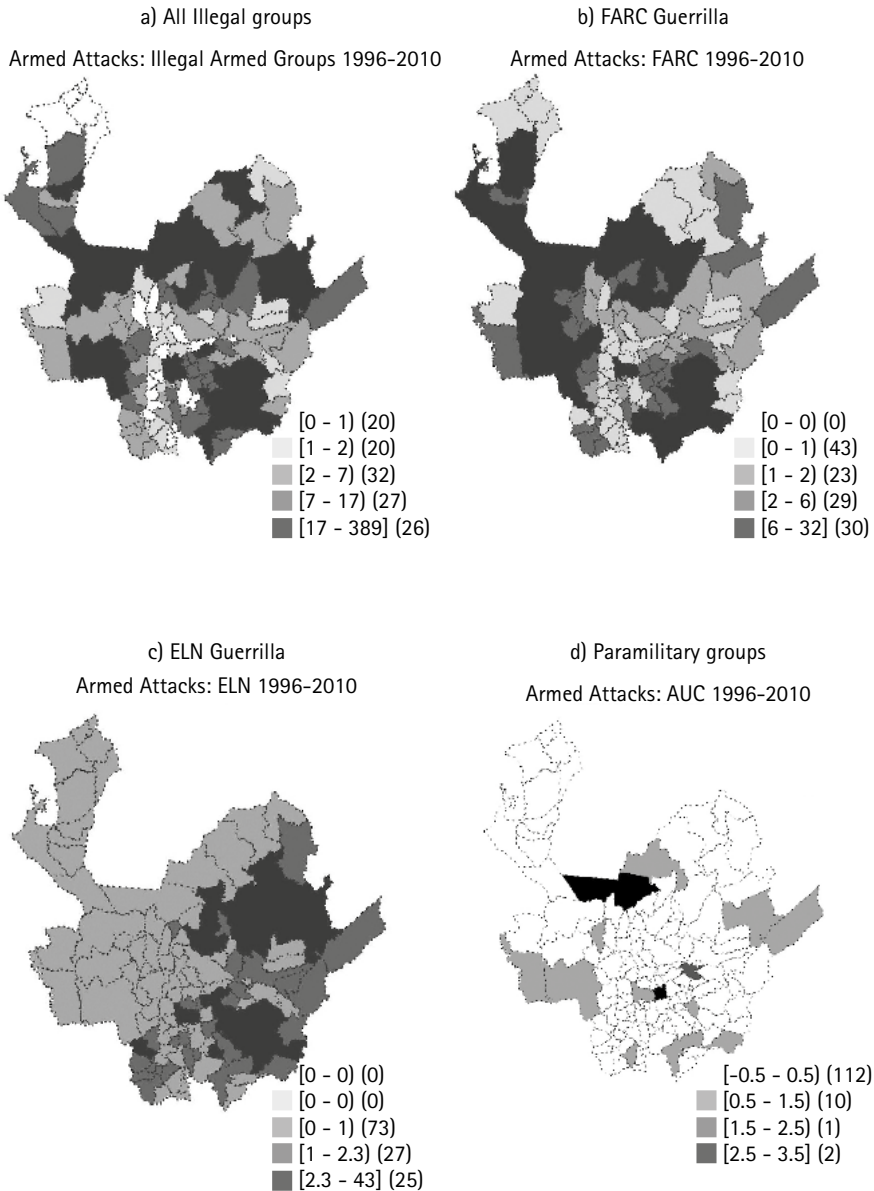 a) All Illegal groups
Armed Attacks: Illegal Armed Groups 1996-2010
[0 - 1) (20)
[1 - 2) (20)
[2 - 7) (32)
[7 - 17) (27)
[17 - 389] (26)
b) FARC Guerrilla
Armed Attacks: FARC 1996-2010
[0 - 0) (0)
[0 - 1) (43)
[1 - 2) (23)
[2 - 6) (29)
[6 - 32] (30)
c) ELN Guerrilla
Armed Attacks: ELN 1996-2010
[0 - 0) (0)
[0 - 0) (0)
[0 - 1) (73)
[1 - 2.3) (27)
[2.3 - 43] (25)
d) Paramilitary groups
Armed Attacks: AUC 1996-2010
[-0.5 - 0.5) (112)
[0.5 - 1.5) (10)
[1.5 - 2.5) (1)
[2.5 - 3.5] (2)